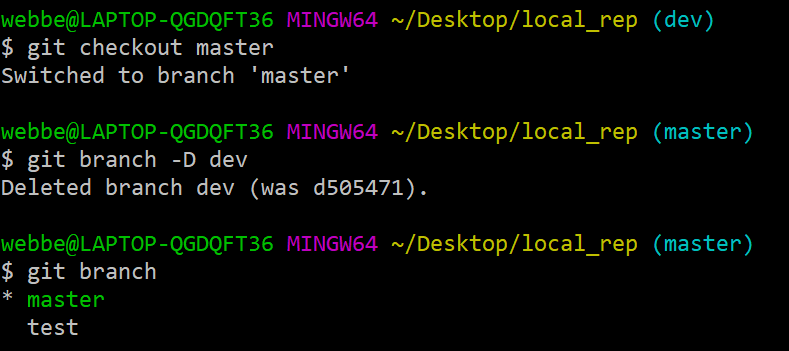 webbe@LAPTOP-QGDQFT36 MINGW64 ~/Desktop/local_rep (dev)
$ git checkout master
Switched to branch 'master'
webbe@LAPTOP-QGDQFT36 MINGW64 ~/Desktop/local_rep (master)
$ git branch -D dev
Deleted branch dev (was d505471).
webbe@LAPTOP-QGDQFT36 MINGW64 ~/Desktop/local_rep (master)
$ git branch
* master
  test